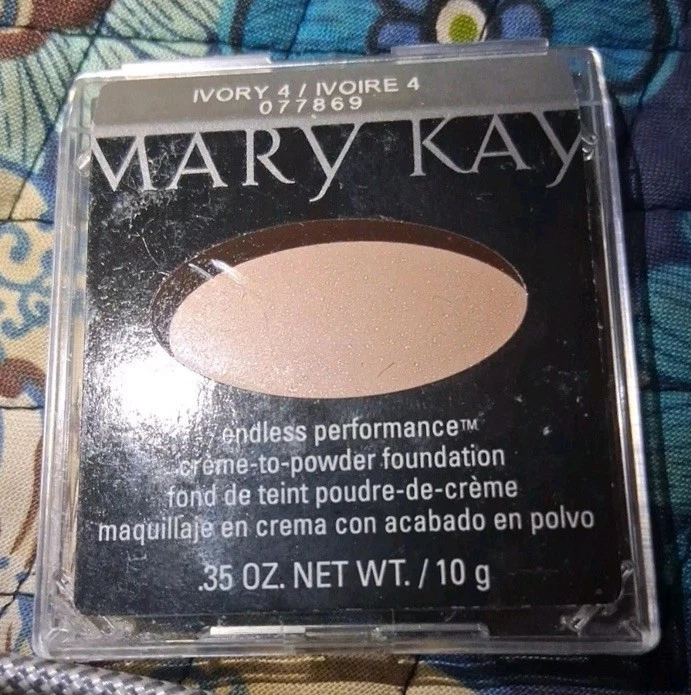 IVORY 4 / IVOIRE 4
077869
MARY KAY
endless performance™
crème-to-powder foundation
fond de teint poudre-de-crème
maquillaje en crema con acabado en polvo
.35 OZ. NET WT. / 10 g